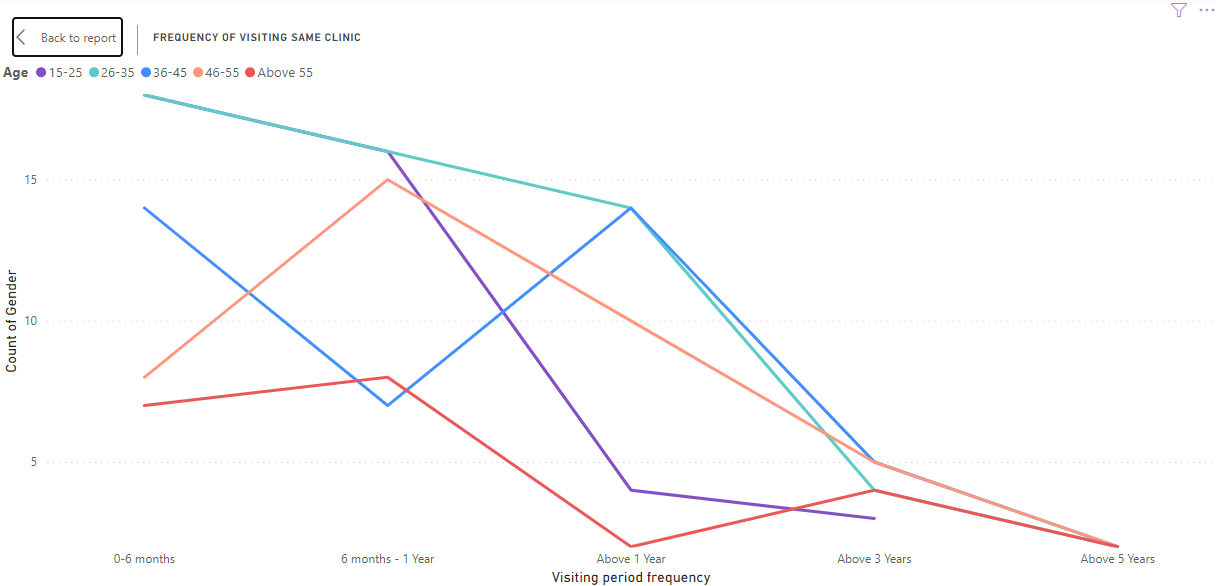 Back to report
FREQUENCY OF VISITING SAME CLINIC
Age 15-25 26-35 36-45 46-55 Above 55
Count of Gender
15
10
5
0-6 months
6 months - 1 Year
Above 1 Year
Above 3 Years
Above 5 Years
Visiting period frequency